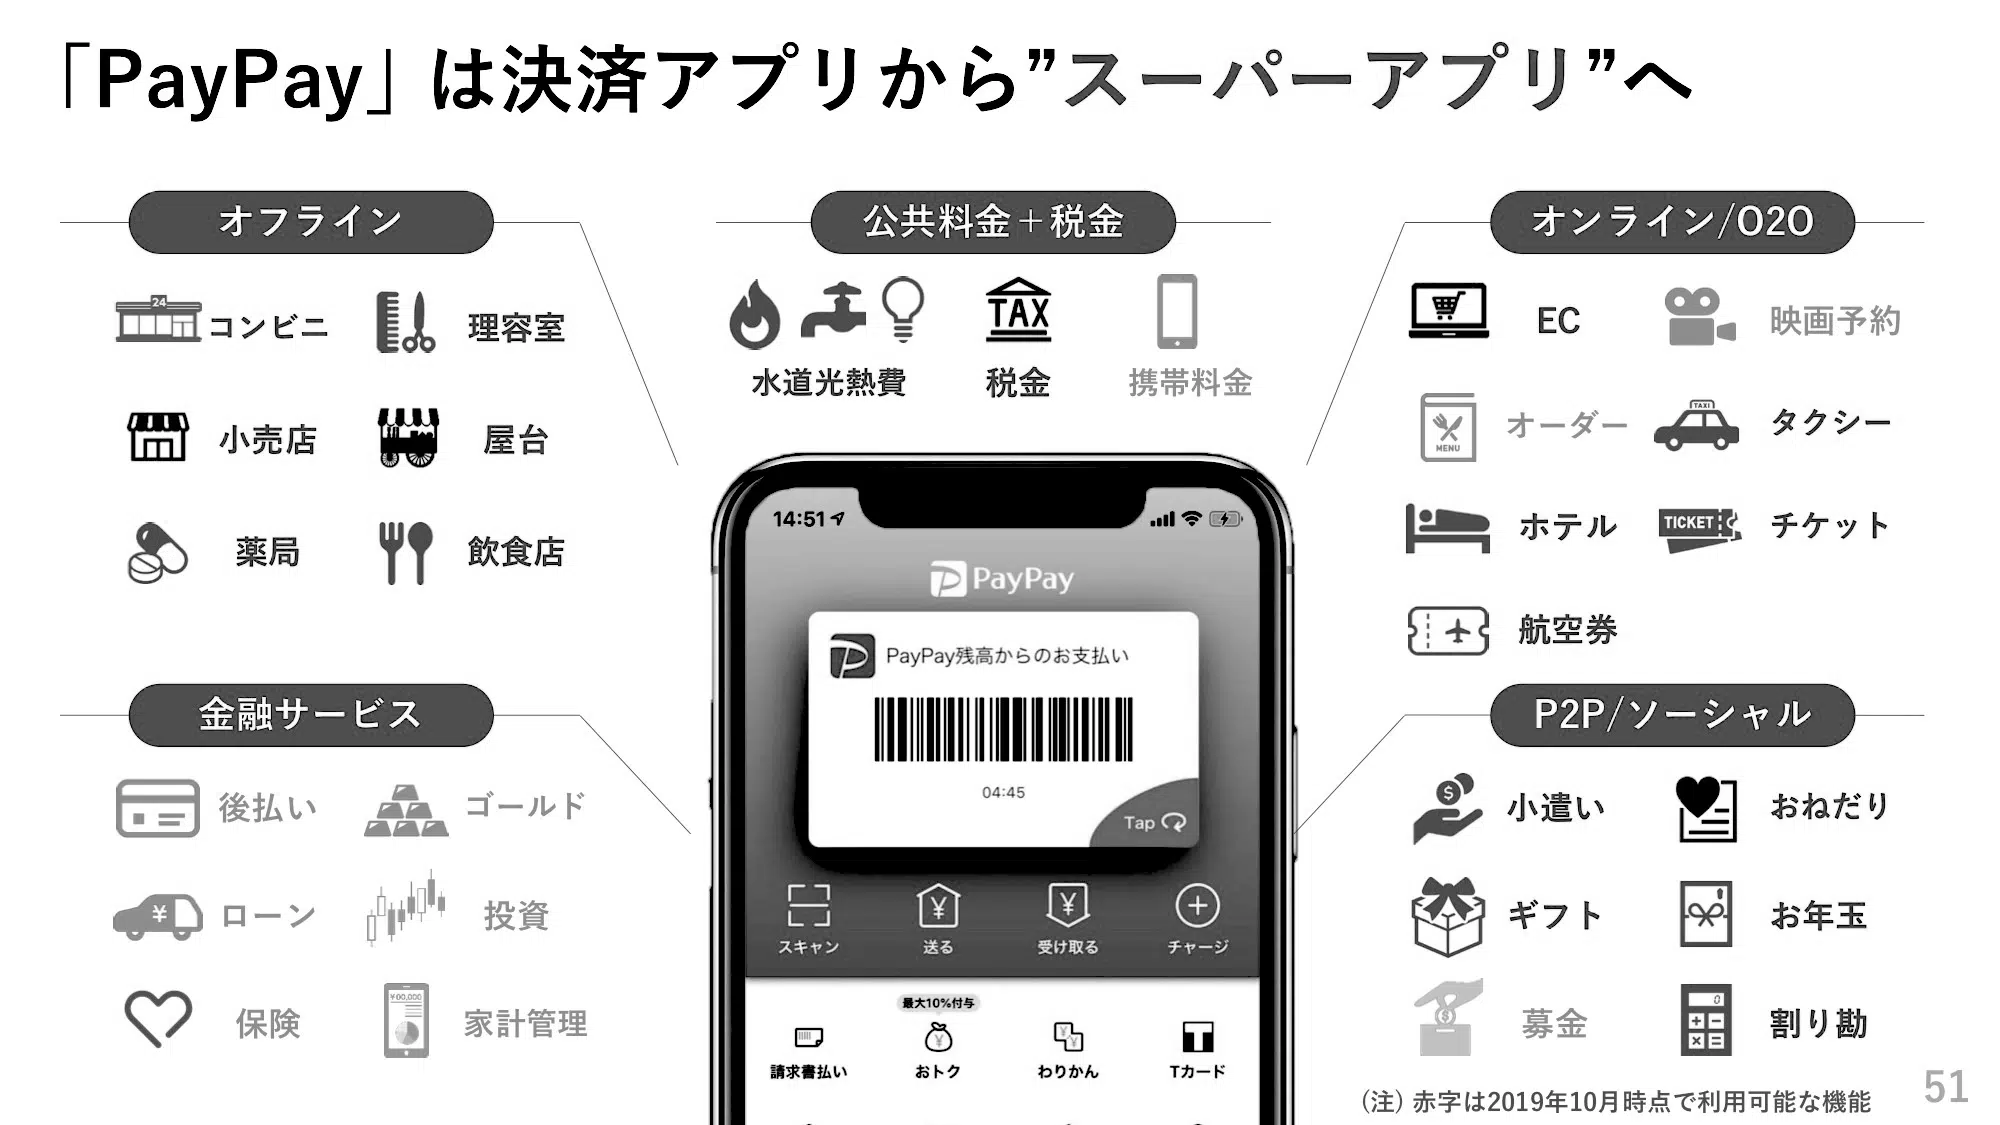 「PayPay」は決済アプリから”スーパーアプリ”へ
オフライン
24
コンビニ
理容室
小売店
屋台
薬局
飲食店
公共料金＋税金
TAX
水道光熱費
税金
携帯料金
オンライン/O2O
EC
映画予約
MENU
オーダー
TAXI
タクシー
ホテル
TICKET
チケット
航空券
金融サービス
後払い
ゴールド
¥
ローン
投資
保険
¥00,000
家計管理
14:51
PayPay
PayPay残高からのお支払い
04:45
Tap
スキャン
送る
受け取る
チャージ
最大10%付与
請求書払い
おトク
わりかん
Tカード
P2P/ソーシャル
$
小遣い
おねだり
ギフト
お年玉
$
募金
0
割り勘
(注) 赤字は2019年10月時点で利用可能な機能
51